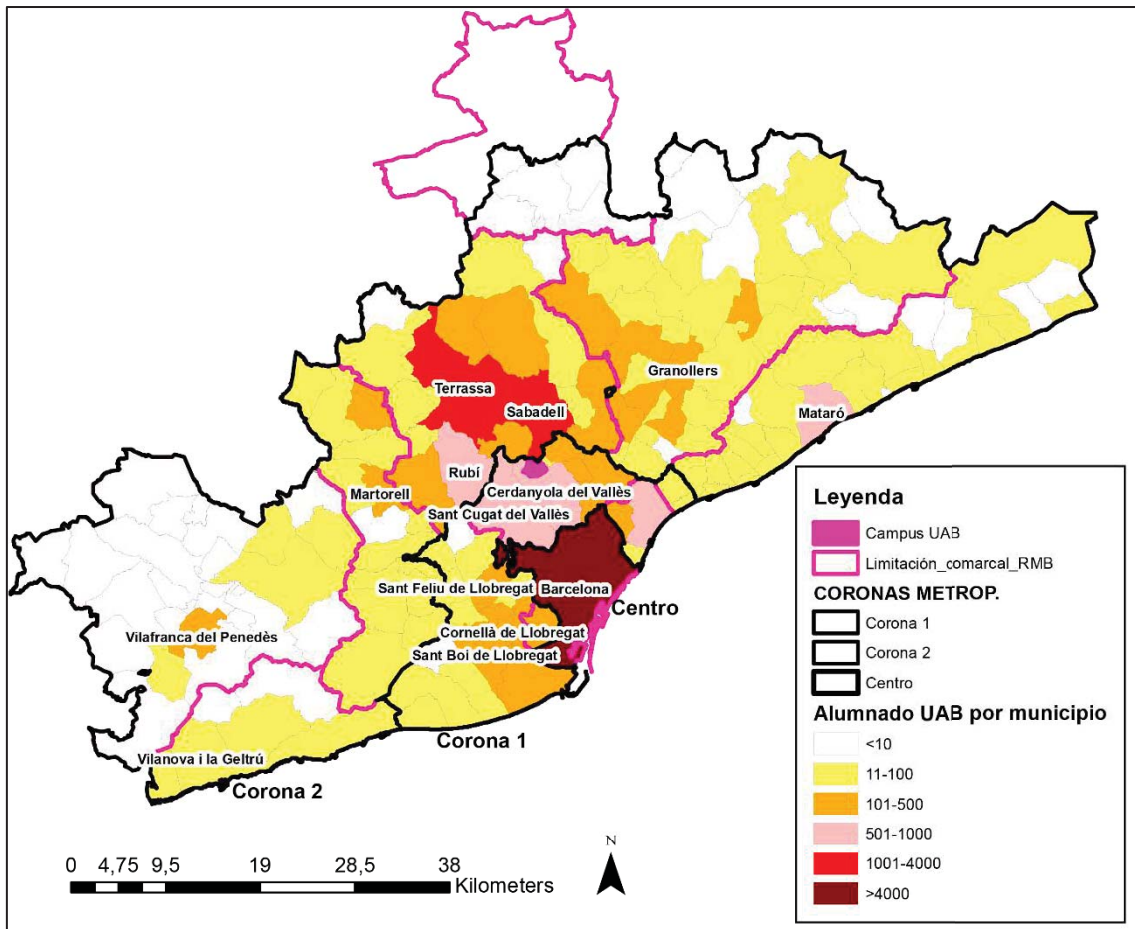 Terrassa
Sabadell
Granollers
Mataró
Rubí
Martorell
Cerdanyola del Vallès
Sant Cugat del Vallès
Sant Feliu de Llobregat
Barcelona
Centro
Vilafranca del Penedès
Cornellà de Llobregat
Sant Boi de Llobregat
Corona 1
Vilanova i la Geltrú
Corona 2
0 4,75 9,5 19 28,5 38
Kilometers
N
Leyenda
Campus UAB
Limitación_comarcal_RMB
CORONAS METROP.
Corona 1
Corona 2
Centro
Alumnado UAB por municipio
<10
11-100
101-500
501-1000
1001-4000
>4000